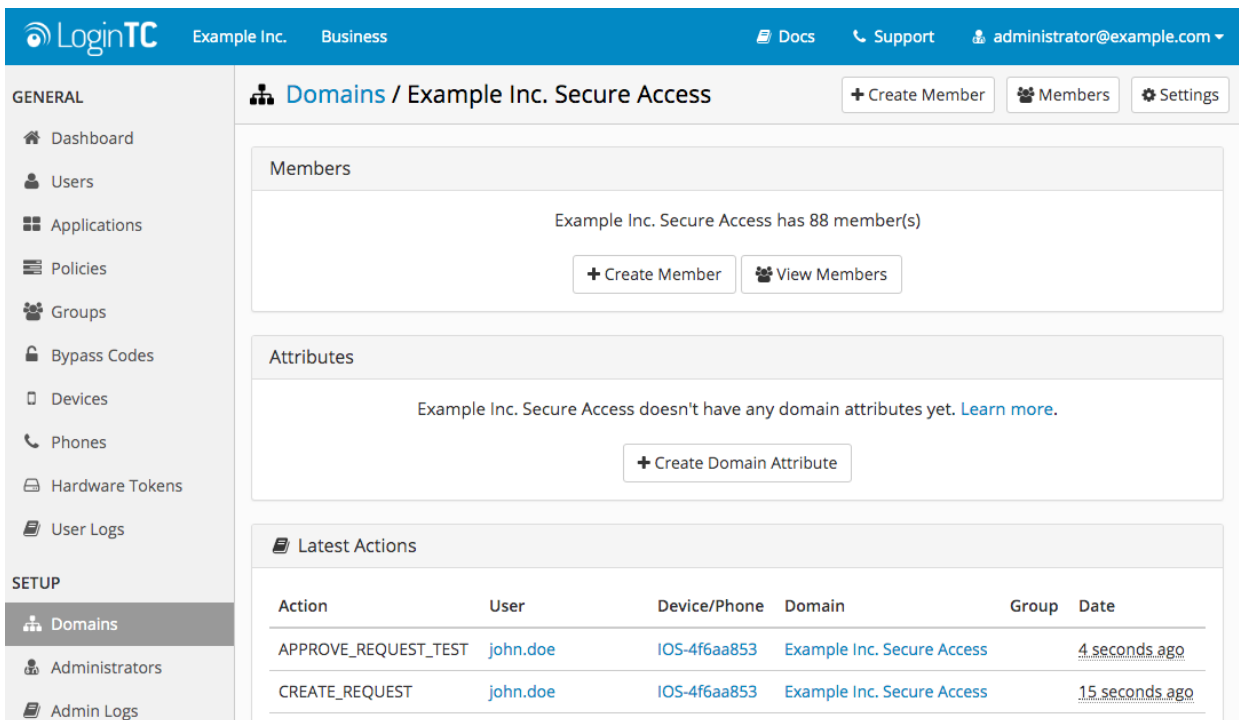 LoginTC Example Inc. Business Docs Support administrator@example.com
GENERAL
Dashboard
Users
Applications
Policies
Groups
Bypass Codes
Devices
Phones
Hardware Tokens
User Logs
SETUP
Domains
Administrators
Admin Logs
Domains / Example Inc. Secure Access Create Member Members Settings
Members
Example Inc. Secure Access has 88 member(s)
Create Member View Members
Attributes
Example Inc. Secure Access doesn't have any domain attributes yet. Learn more.
Create Domain Attribute
Latest Actions
Action User Device/Phone Domain Group Date
APPROVE_REQUEST_TEST john.doe IOS-4f6aa853 Example Inc. Secure Access 4 seconds ago
CREATE_REQUEST john.doe IOS-4f6aa853 Example Inc. Secure Access 15 seconds ago